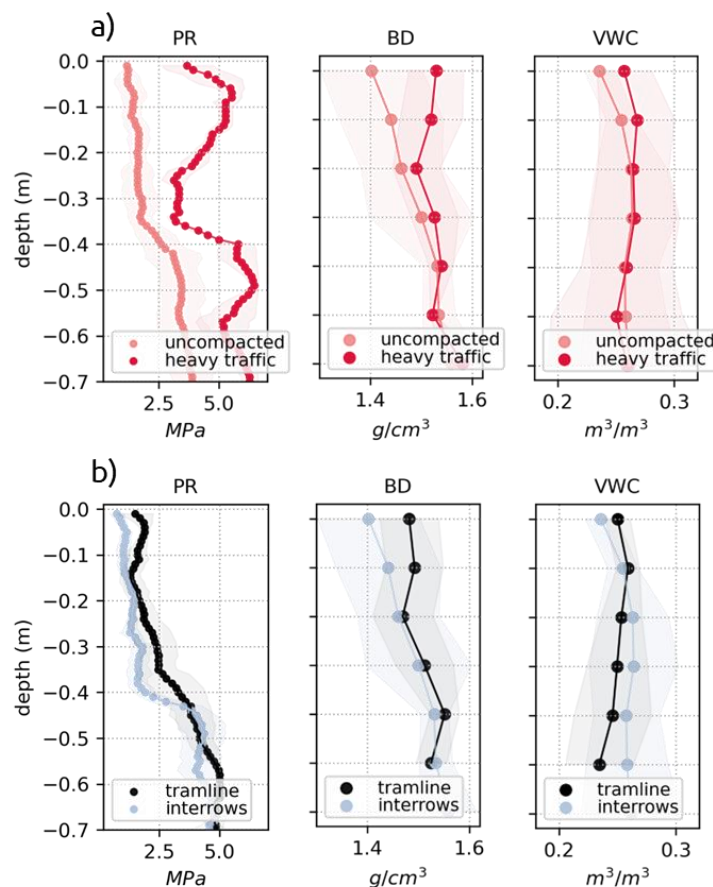 a)
PR BD VWC
0.0
−0.1
−0.2
−0.3
−0.4
−0.5
−0.6
−0.7
depth (m)
uncompacted
heavy traffic
uncompacted
heavy traffic
uncompacted
heavy traffic
2.5 5.0 1.4 1.6 0.2 0.3
MPa g/cm³ m³/m³
b)
PR BD VWC
0.0
−0.1
−0.2
−0.3
−0.4
−0.5
−0.6
−0.7
depth (m)
tramline
interrows
tramline
interrows
tramline
interrows
2.5 5.0 1.4 1.6 0.2 0.3
MPa g/cm³ m³/m³